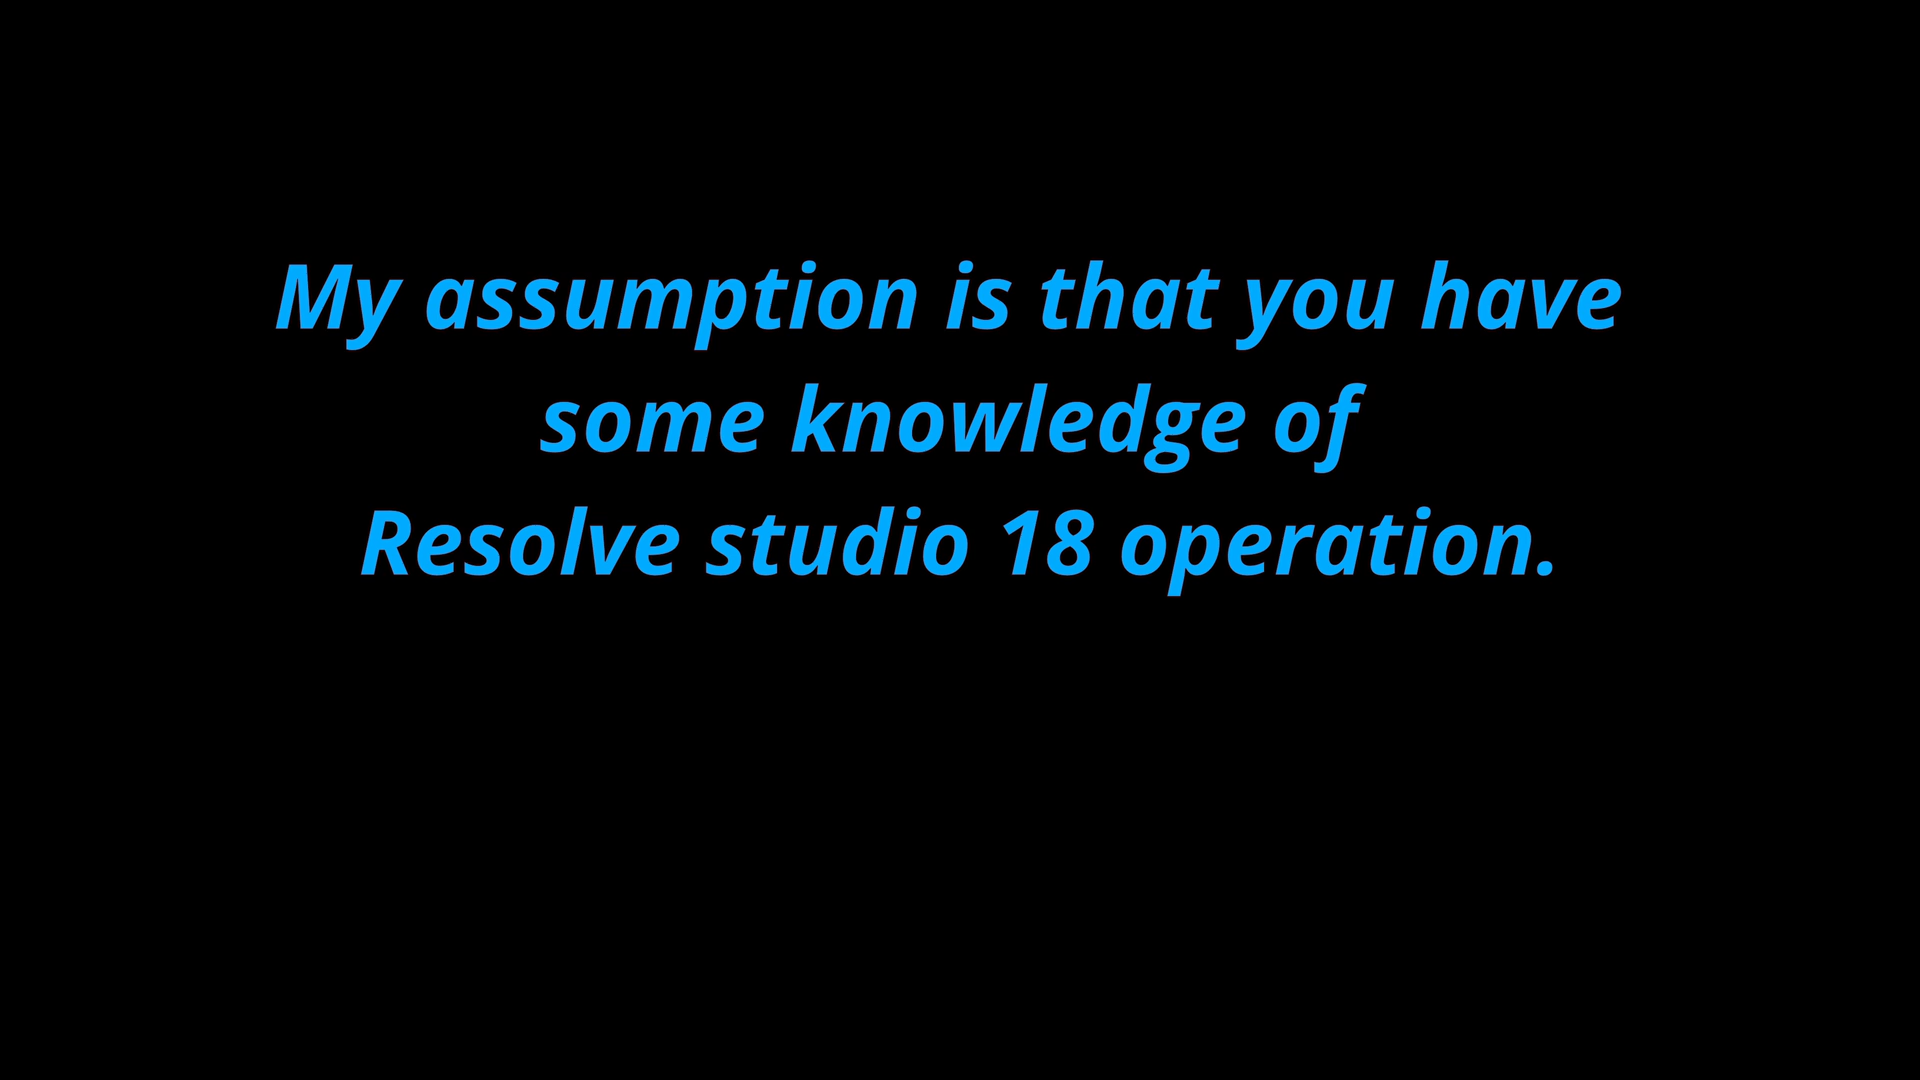 My assumption is that you have
some knowledge of
Resolve studio 18 operation.